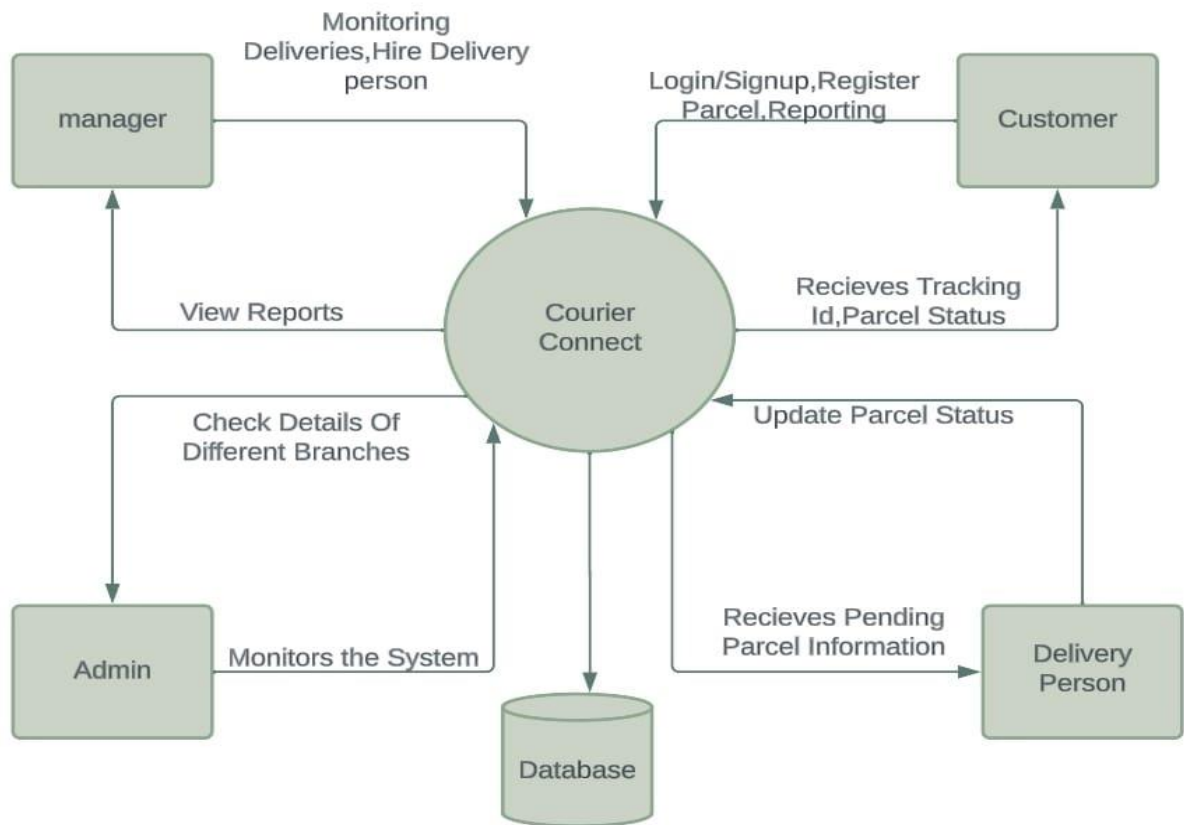 Monitoring
Deliveries,Hire Delivery
person
Login/Signup,Register
Parcel,Reporting
manager
Customer
View Reports
Courier
Connect
Recieves Tracking
Id,Parcel Status
Check Details Of
Different Branches
Update Parcel Status
Admin
Monitors the System
Recieves Pending
Parcel Information
Delivery
Person
Database